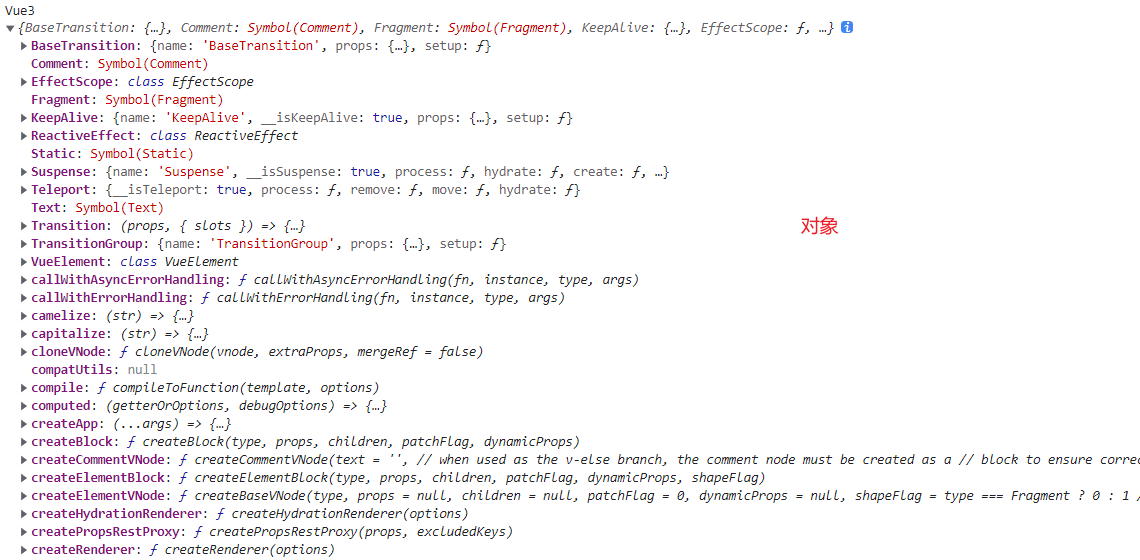 Vue3
▼{BaseTransition: {…}, Comment: Symbol(Comment), Fragment: Symbol(Fragment), KeepAlive: {…}, EffectScope: ƒ, …} i
▶BaseTransition: {name: 'BaseTransition', props: {…}, setup: ƒ}
Comment: Symbol(Comment)
▶EffectScope: class EffectScope
Fragment: Symbol(Fragment)
▶KeepAlive: {name: 'KeepAlive', __isKeepAlive: true, props: {…}, setup: ƒ}
▶ReactiveEffect: class ReactiveEffect
Static: Symbol(Static)
▶Suspense: {name: 'Suspense', __isSuspense: true, process: ƒ, hydrate: ƒ, create: ƒ, …}
▶Teleport: {__isTeleport: true, process: ƒ, remove: ƒ, move: ƒ, hydrate: ƒ}
Text: Symbol(Text)
▶Transition: (props, { slots }) => {…}
对象
▶TransitionGroup: {name: 'TransitionGroup', props: {…}, setup: ƒ}
▶VueElement: class VueElement
▶callWithAsyncErrorHandling: ƒ callWithAsyncErrorHandling(fn, instance, type, args)
▶callWithErrorHandling: ƒ callWithErrorHandling(fn, instance, type, args)
▶camelize: (str) => {…}
▶capitalize: (str) => {…}
▶cloneVNode: ƒ cloneVNode(vnode, extraProps, mergeRef = false)
compatUtils: null
▶compile: ƒ compileToFunction(template, options)
▶computed: (getterOrOptions, debugOptions) => {…}
▶createApp: (...args) => {…}
▶createBlock: ƒ createBlock(type, props, children, patchFlag, dynamicProps)
▶createCommentVNode: ƒ createCommentVNode(text = '', // when used as the v-else branch, the comment node must be created as a // block to ensure correc
▶createElementBlock: ƒ createElementBlock(type, props, children, patchFlag, dynamicProps, shapeFlag)
▶createElementVNode: ƒ createBaseVNode(type, props = null, children = null, patchFlag = 0, dynamicProps = null, shapeFlag = type === Fragment ? 0 : 1 /
▶createHydrationRenderer: ƒ createHydrationRenderer(options)
▶createPropsRestProxy: ƒ createPropsRestProxy(props, excludedKeys)
▶createRenderer: ƒ createRenderer(options)